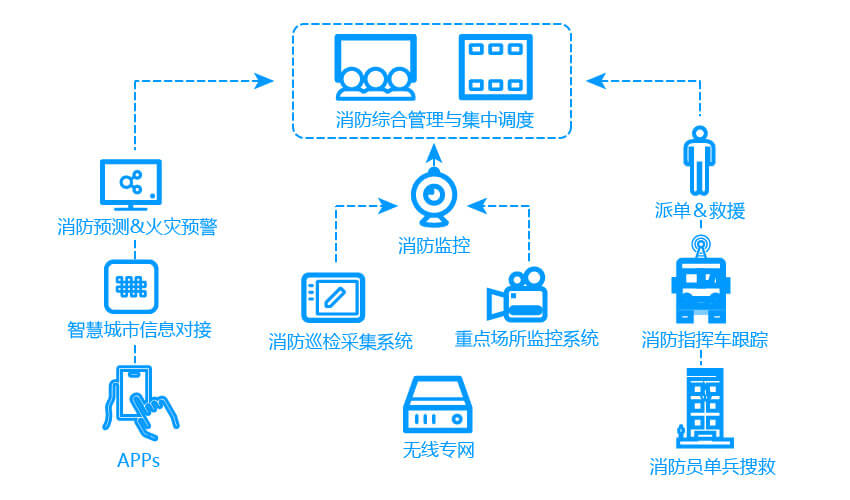 消防综合管理与集中调度
消防预测&火灾预警
派单＆救援
消防监控
智慧城市信息对接
消防巡检采集系统
重点场所监控系统
消防指挥车跟踪
无线专网
APPs
消防员单兵搜救